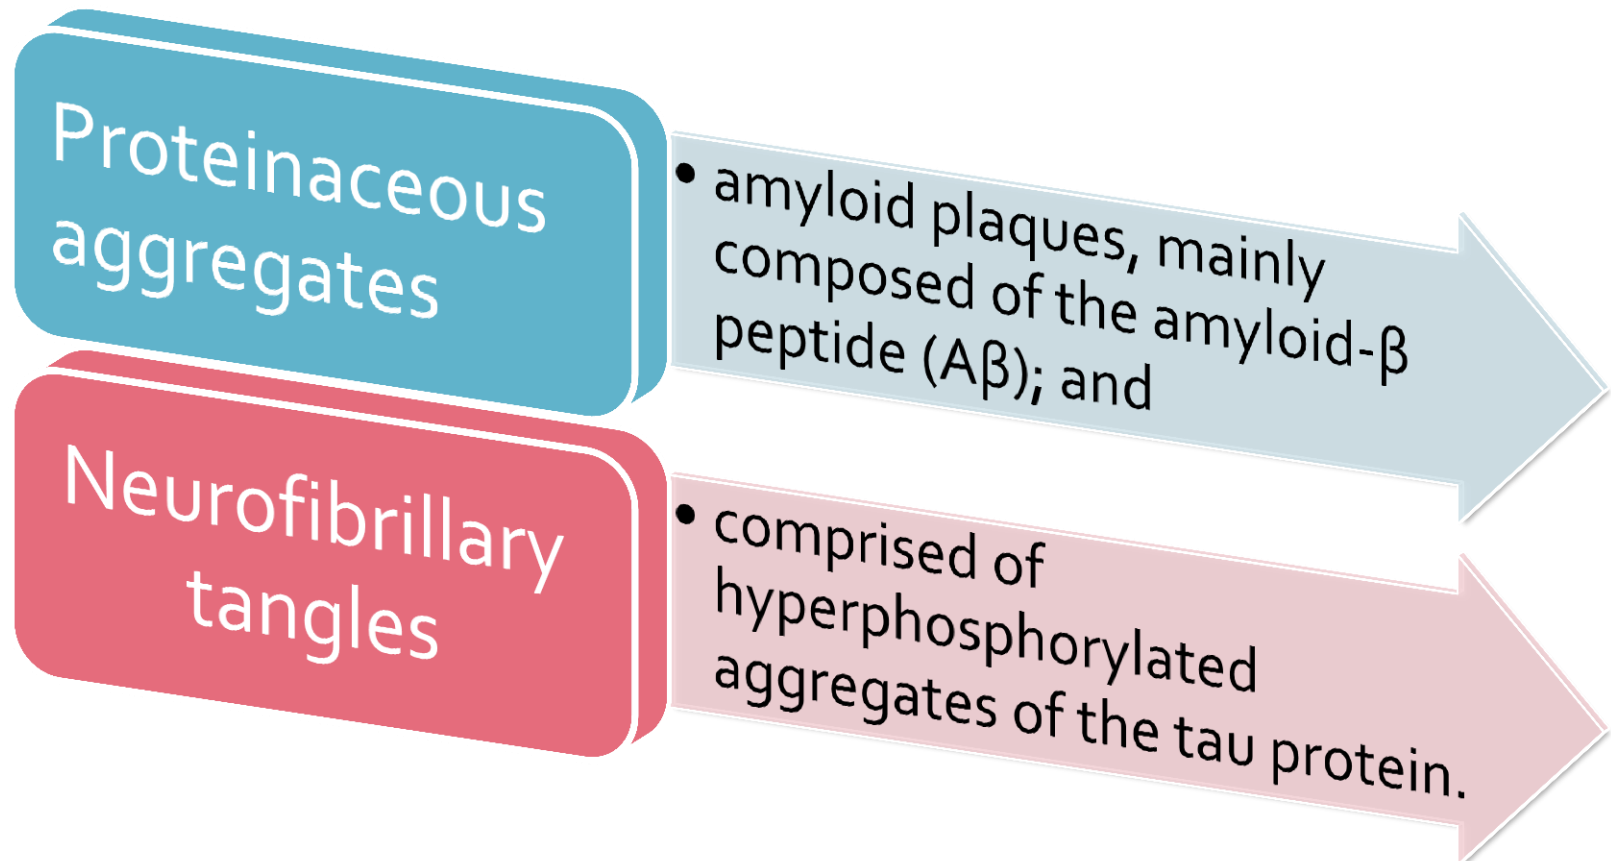 Proteinaceous
aggregates
• amyloid plaques, mainly
composed of the amyloid-β
peptide (Aβ); and
Neurofibrillary
tangles
• comprised of
hyperphosphorylated
aggregates of the tau protein.